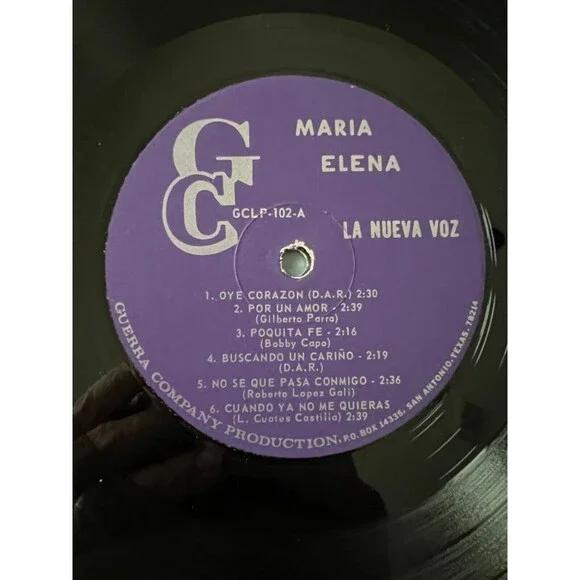 GC
MARIA
ELENA
GCLP-102-A
LA NUEVA VOZ
1. OYE CORAZON (D.A.R.) 2:30
2. POR UN AMOR - 2:39
(Gilberto Parra)
3. POQUITA FE - 2:16
(Bobby Capo)
4. BUSCANDO UN CARIÑO - 2:19
(D.A.R.)
5. NO SE QUE PASA CONMIGO - 2:36
(Roberto Lopez Gali)
6. CUANDO YA NO ME QUIERAS
(L. Cuates Castilla) 2:39
GUERRA COMPANY PRODUCTION, P.O. BOX 14335, SAN ANTONIO, TEXAS, 78214